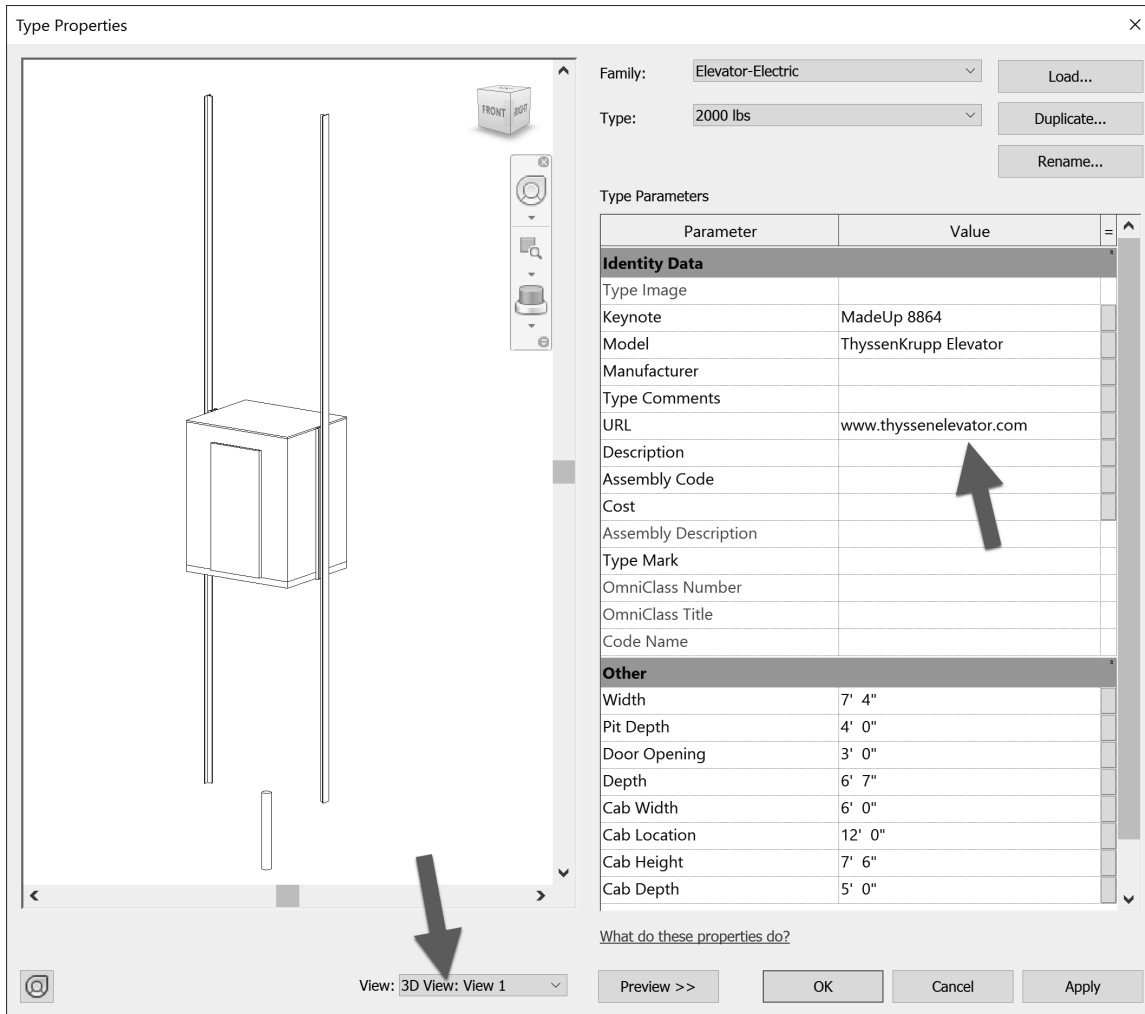 Type Properties
FRONT RIGHT
Family: Elevator-Electric Load...
Type: 2000 lbs Duplicate...
Rename...
Type Parameters
Parameter Value =
Identity Data
Type Image
Keynote MadeUp 8864
Model ThyssenKrupp Elevator
Manufacturer
Type Comments
URL www.thyssenelevator.com
Description
Assembly Code
Cost
Assembly Description
Type Mark
OmniClass Number
OmniClass Title
Code Name
Other
Width 7' 4"
Pit Depth 4' 0"
Door Opening 3' 0"
Depth 6' 7"
Cab Width 6' 0"
Cab Location 12' 0"
Cab Height 7' 6"
Cab Depth 5' 0"
What do these properties do?
View: 3D View: View 1 Preview >> OK Cancel Apply